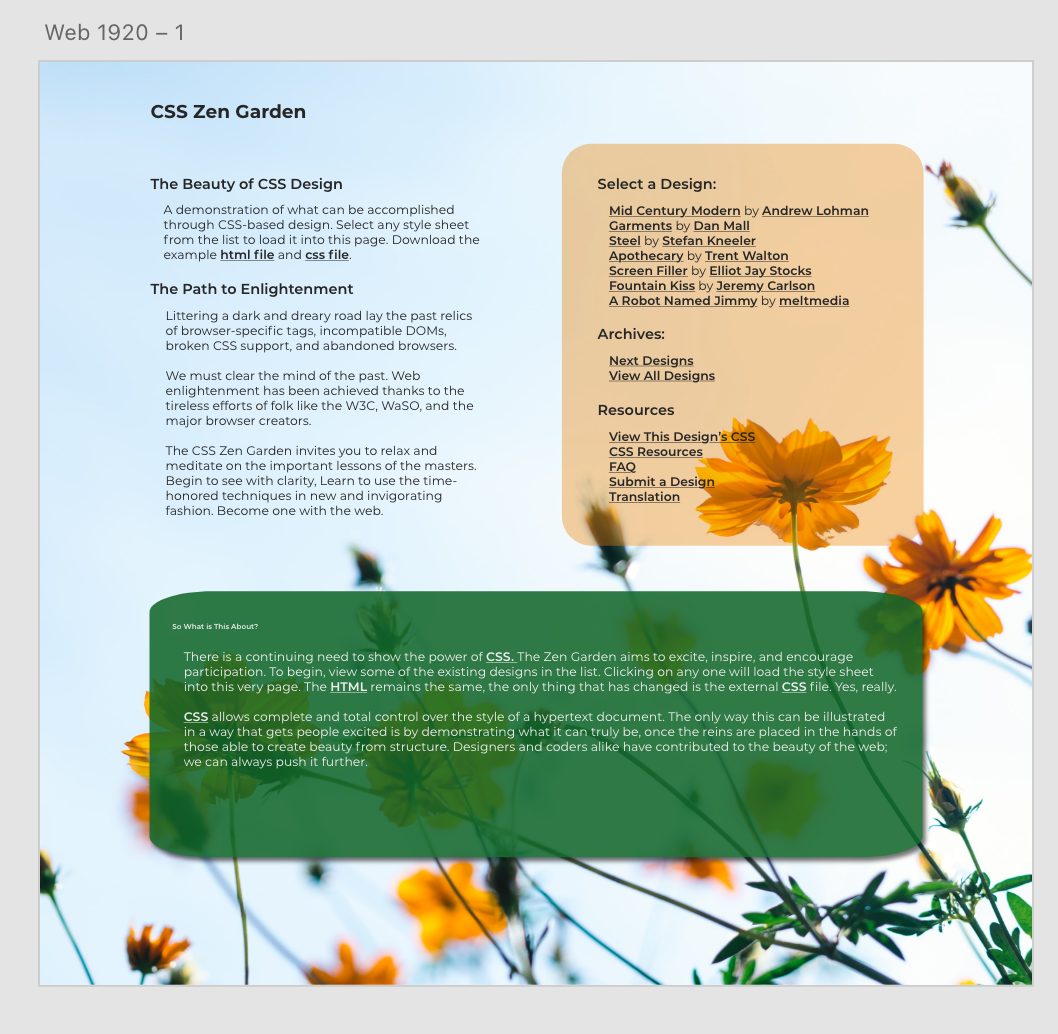 Web 1920 – 1
CSS Zen Garden
The Beauty of CSS Design
A demonstration of what can be accomplished
through CSS-based design. Select any style sheet
from the list to load it into this page. Download the
example html file and css file.
The Path to Enlightenment
Littering a dark and dreary road lay the past relics
of browser-specific tags, incompatible DOMs,
broken CSS support, and abandoned browsers.
We must clear the mind of the past. Web
enlightenment has been achieved thanks to the
tireless efforts of folk like the W3C, WaSO, and the
major browser creators.
The CSS Zen Garden invites you to relax and
meditate on the important lessons of the masters.
Begin to see with clarity, Learn to use the time-
honored techniques in new and invigorating
fashion. Become one with the web.
Select a Design:
Mid Century Modern by Andrew Lohman
Garments by Dan Mall
Steel by Stefan Kneeler
Apothecary by Trent Walton
Screen Filler by Elliot Jay Stocks
Fountain Kiss by Jeremy Carlson
A Robot Named Jimmy by meltmedia
Archives:
Next Designs
View All Designs
Resources
View This Design's CSS
CSS Resources
FAQ
Submit a Design
Translation
So What is This About?
There is a continuing need to show the power of CSS. The Zen Garden aims to excite, inspire, and encourage
participation. To begin, view some of the existing designs in the list. Clicking on any one will load the style sheet
into this very page. The HTML remains the same, the only thing that has changed is the external CSS file. Yes, really.
CSS allows complete and total control over the style of a hypertext document. The only way this can be illustrated
in a way that gets people excited is by demonstrating what it can truly be, once the reins are placed in the hands of
those able to create beauty from structure. Designers and coders alike have contributed to the beauty of the web;
we can always push it further.